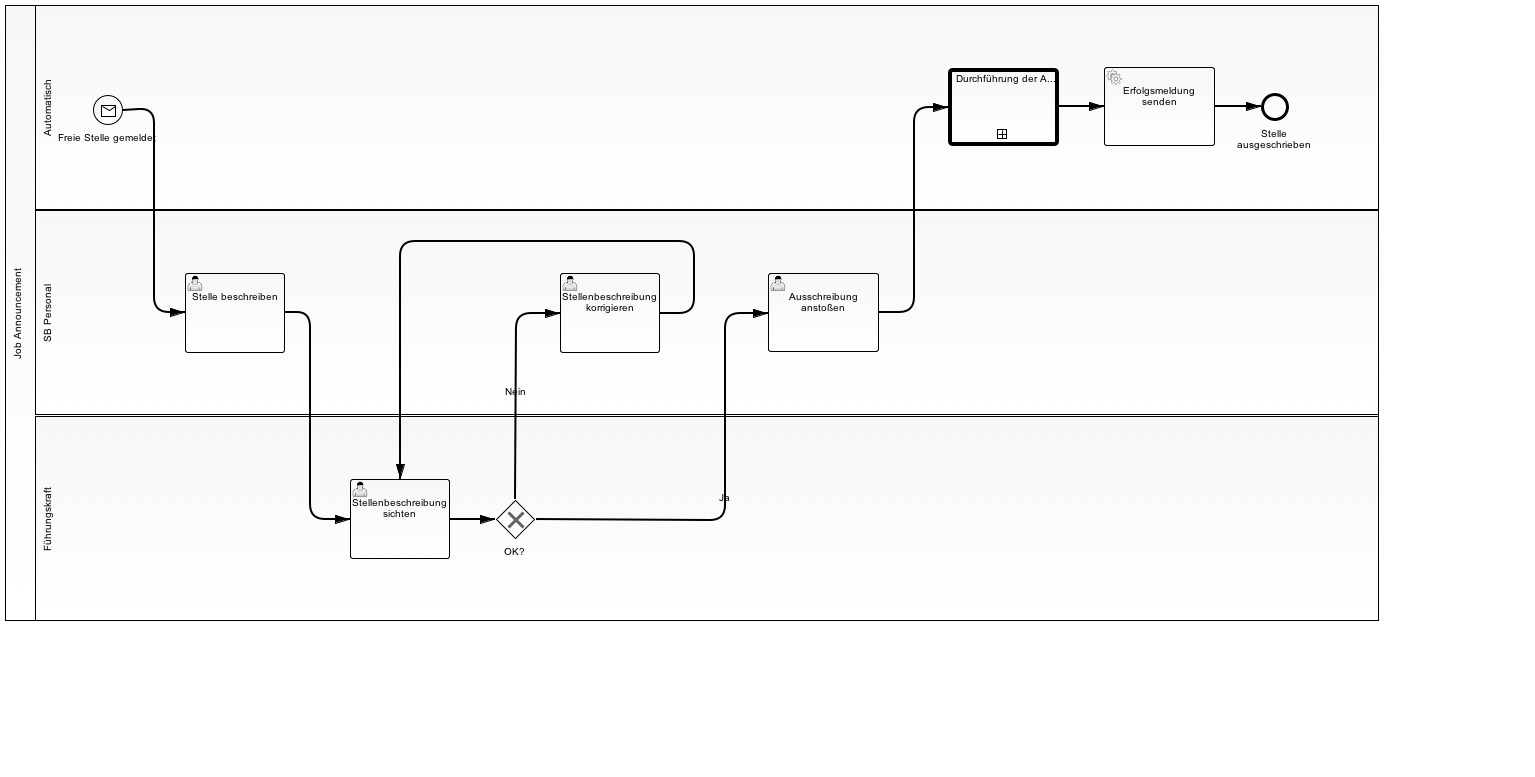 Job Announcement
Automatisch
Freie Stelle gemeldet
Durchführung der A...
Erfolgsmeldung
senden
Stelle
ausgeschrieben
SB Personal
Stelle beschreiben
Stellenbeschreibung
korrigieren
Ausschreibung
anstoßen
Nein
Führungskraft
Stellenbeschreibung
sichten
Ja
OK?